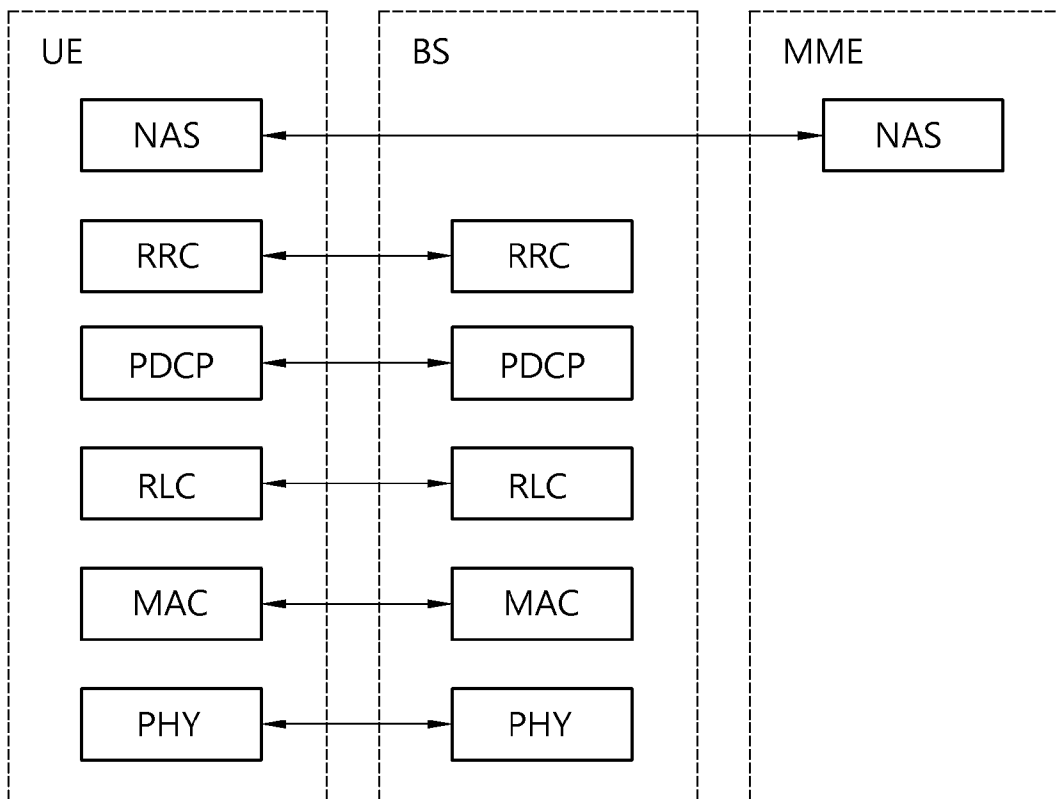 UE
BS
MME
NAS
NAS
RRC
RRC
PDCP
PDCP
RLC
RLC
MAC
MAC
PHY
PHY